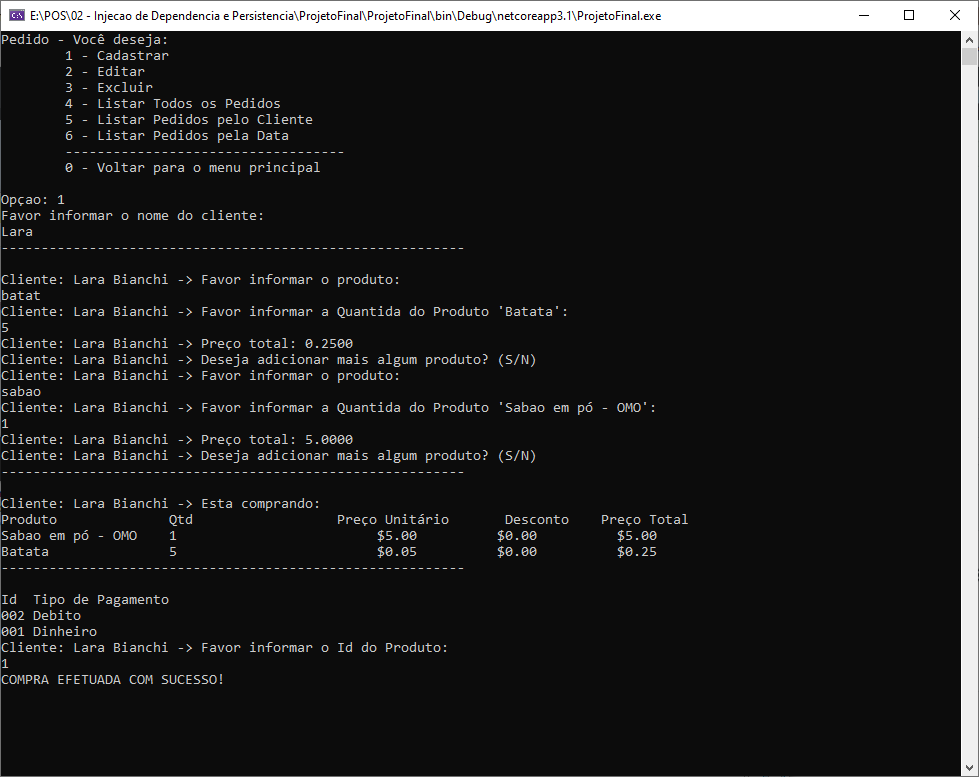 E:\POS\02 - Injecao de Dependencia e Persistencia\ProjetoFinal\ProjetoFinal\bin\Debug\netcoreapp3.1\ProjetoFinal.exe
Pedido - Você deseja:
1 - Cadastrar
2 - Editar
3 - Excluir
4 - Listar Todos os Pedidos
5 - Listar Pedidos pelo Cliente
6 - Listar Pedidos pela Data
-----------------------------------
0 - Voltar para o menu principal
Opçao: 1
Favor informar o nome do cliente:
Lara
----------------------------------------------------------
Cliente: Lara Bianchi -> Favor informar o produto:
batat
Cliente: Lara Bianchi -> Favor informar a Quantida do Produto 'Batata':
5
Cliente: Lara Bianchi -> Preço total: 0.2500
Cliente: Lara Bianchi -> Deseja adicionar mais algum produto? (S/N)
Cliente: Lara Bianchi -> Favor informar o produto:
sabao
Cliente: Lara Bianchi -> Favor informar a Quantida do Produto 'Sabao em pó - OMO':
1
Cliente: Lara Bianchi -> Preço total: 5.0000
Cliente: Lara Bianchi -> Deseja adicionar mais algum produto? (S/N)
----------------------------------------------------------
Cliente: Lara Bianchi -> Esta comprando:
Produto Qtd Preço Unitário Desconto Preço Total
Sabao em pó - OMO 1 $5.00 $0.00 $5.00
Batata 5 $0.05 $0.00 $0.25
----------------------------------------------------------
Id Tipo de Pagamento
002 Debito
001 Dinheiro
Cliente: Lara Bianchi -> Favor informar o Id do Produto:
1
COMPRA EFETUADA COM SUCESSO!